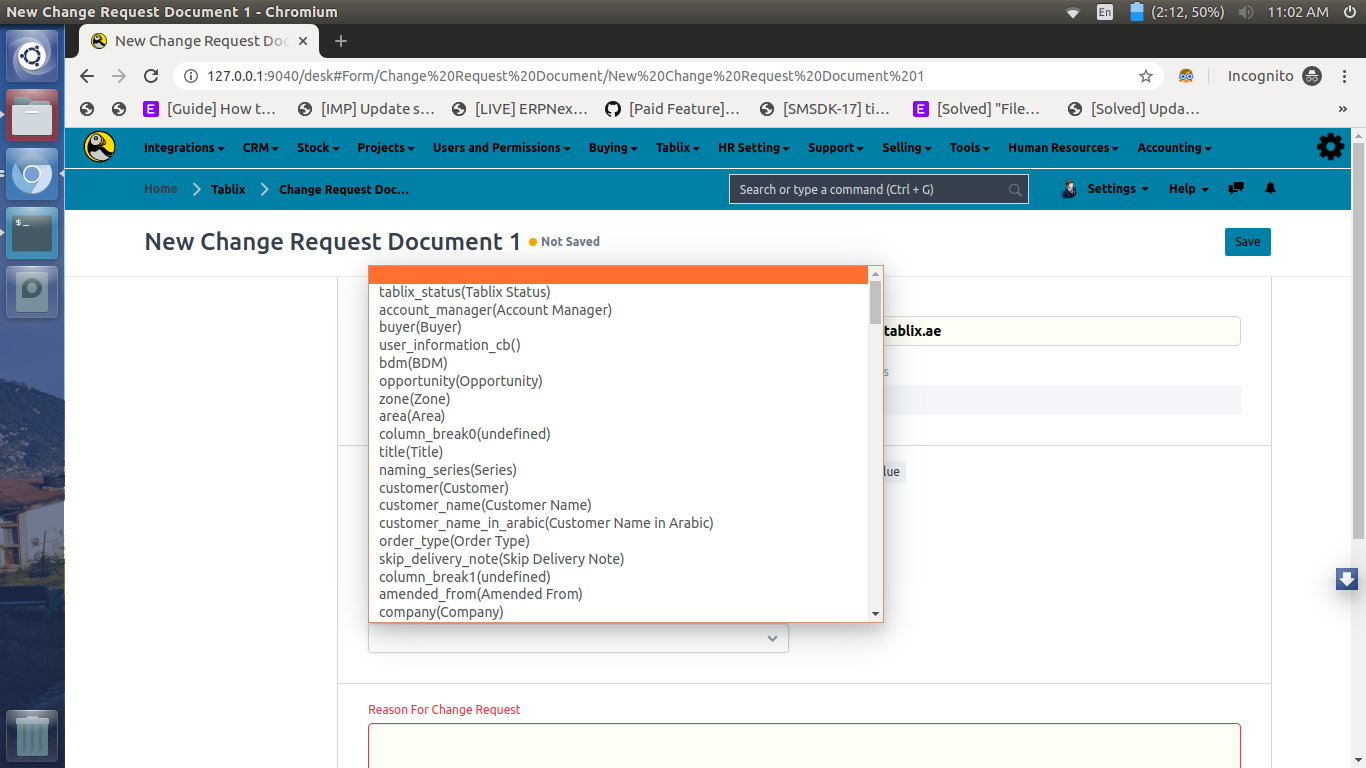 New Change Request Document 1 - Chromium
En
(2:12, 50%)
11:02 AM
New Change Request Doc
127.0.0.1:9040/desk#Form/Change%20Request%20Document/New%20Change%20Request%20Document%201
Incognito
E [Guide] How t...
[IMP] Update s...
[LIVE] ERPNex...
[Paid Feature]...
[SMSDK-17] ti...
E [Solved] "File...
[Solved] Upda...
»
Integrations
CRM
Stock
Projects
Users and Permissions
Buying
Tablix
HR Setting
Support
Selling
Tools
Human Resources
Accounting
Home
Tablix
Change Request Doc...
Search or type a command (Ctrl + G)
Settings
Help
New Change Request Document 1
Not Saved
Save
tablix_status(Tablix Status)
account_manager(Account Manager)
buyer(Buyer)
user_information_cb()
bdm(BDM)
opportunity(Opportunity)
zone(Zone)
area(Area)
column_break0(undefined)
title(Title)
naming_series(Series)
customer(Customer)
customer_name(Customer Name)
customer_name_in_arabic(Customer Name in Arabic)
order_type(Order Type)
skip_delivery_note(Skip Delivery Note)
column_break1(undefined)
amended_from(Amended From)
company(Company)
tablix.ae
s
lue
Reason For Change Request
$_